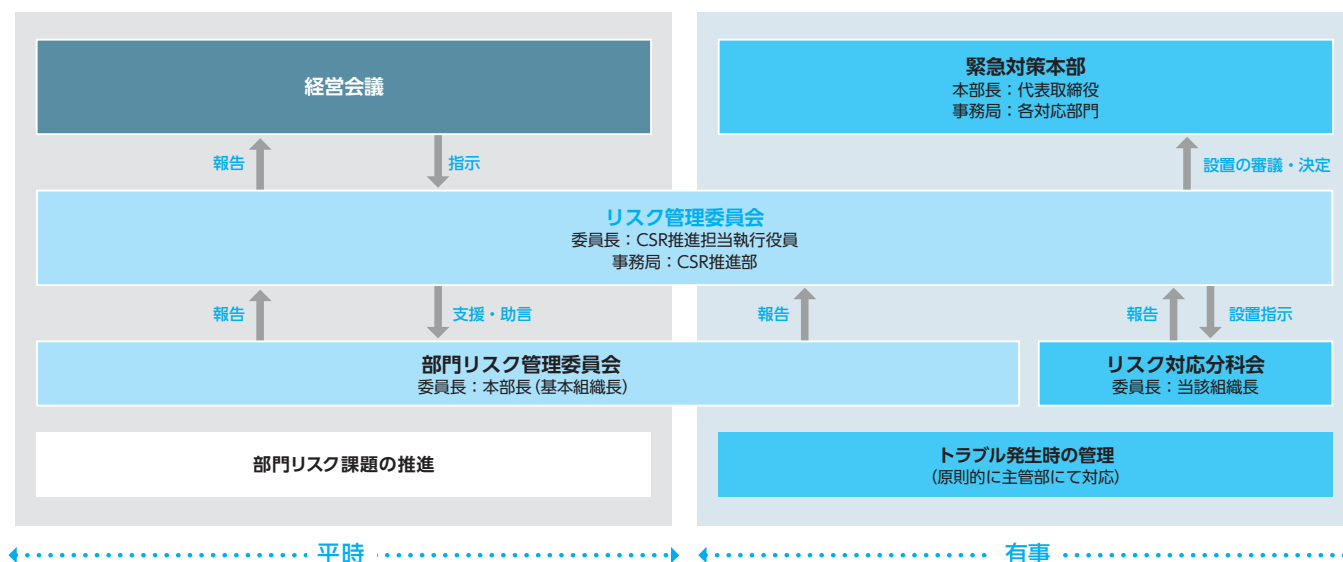 経営会議
緊急対策本部
本部長：代表取締役
事務局：各対応部門
報告
指示
設置の審議・決定
リスク管理委員会
委員長：CSR推進担当執行役員
事務局：CSR推進部
報告
支援・助言
報告
報告
設置指示
部門リスク管理委員会
委員長：本部長（基本組織長）
リスク対応分科会
委員長：当該組織長
部門リスク課題の推進
トラブル発生時の管理
（原則的に主管部にて対応）
平時
有事